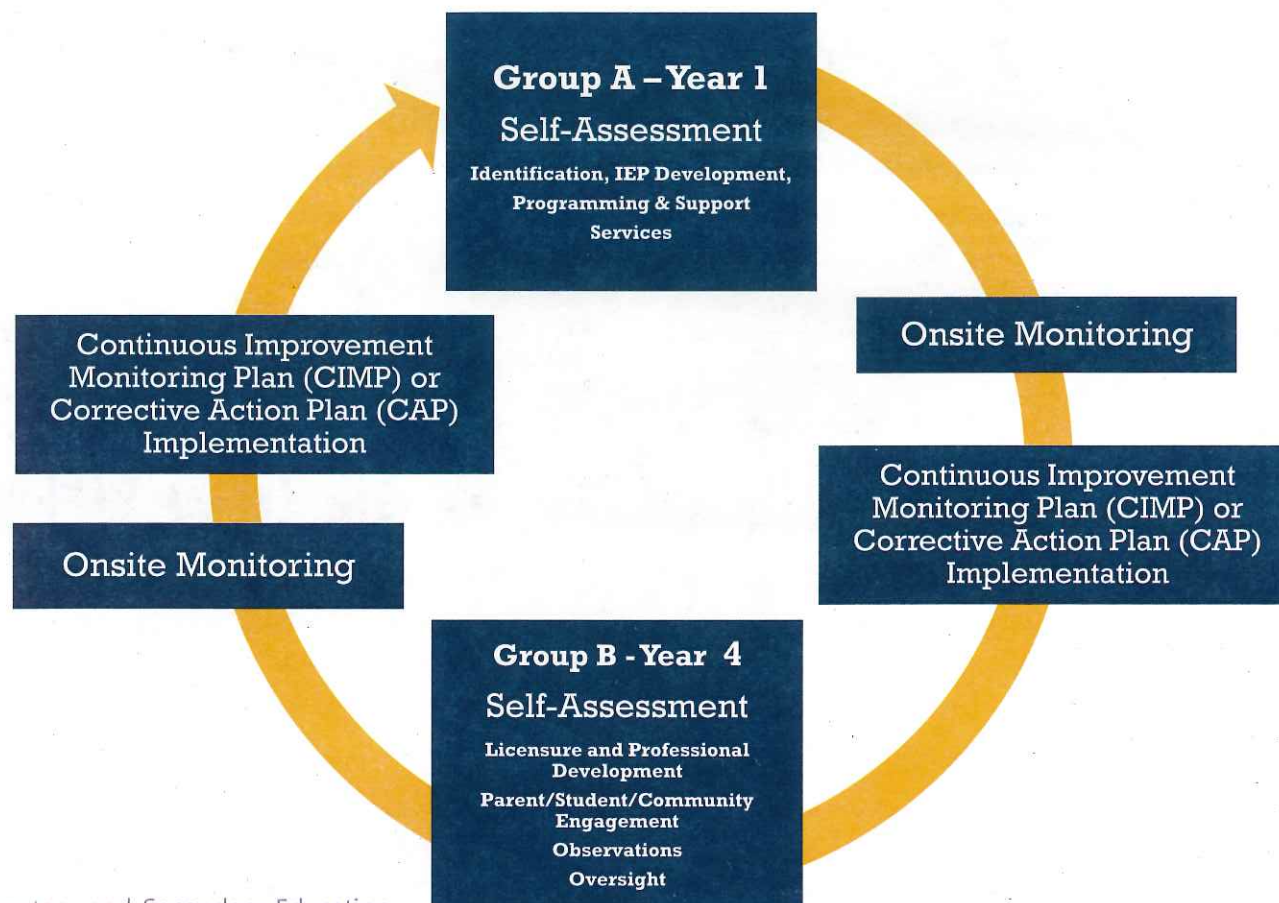 Group A – Year 1
Self-Assessment
Identification, IEP Development,
Programming & Support
Services
Onsite Monitoring
Continuous Improvement
Monitoring Plan (CIMP) or
Corrective Action Plan (CAP)
Implementation
Group B - Year 4
Self-Assessment
Licensure and Professional
Development
Parent/Student/Community
Engagement
Observations
Oversight
Onsite Monitoring
Continuous Improvement
Monitoring Plan (CIMP) or
Corrective Action Plan (CAP)
Implementation